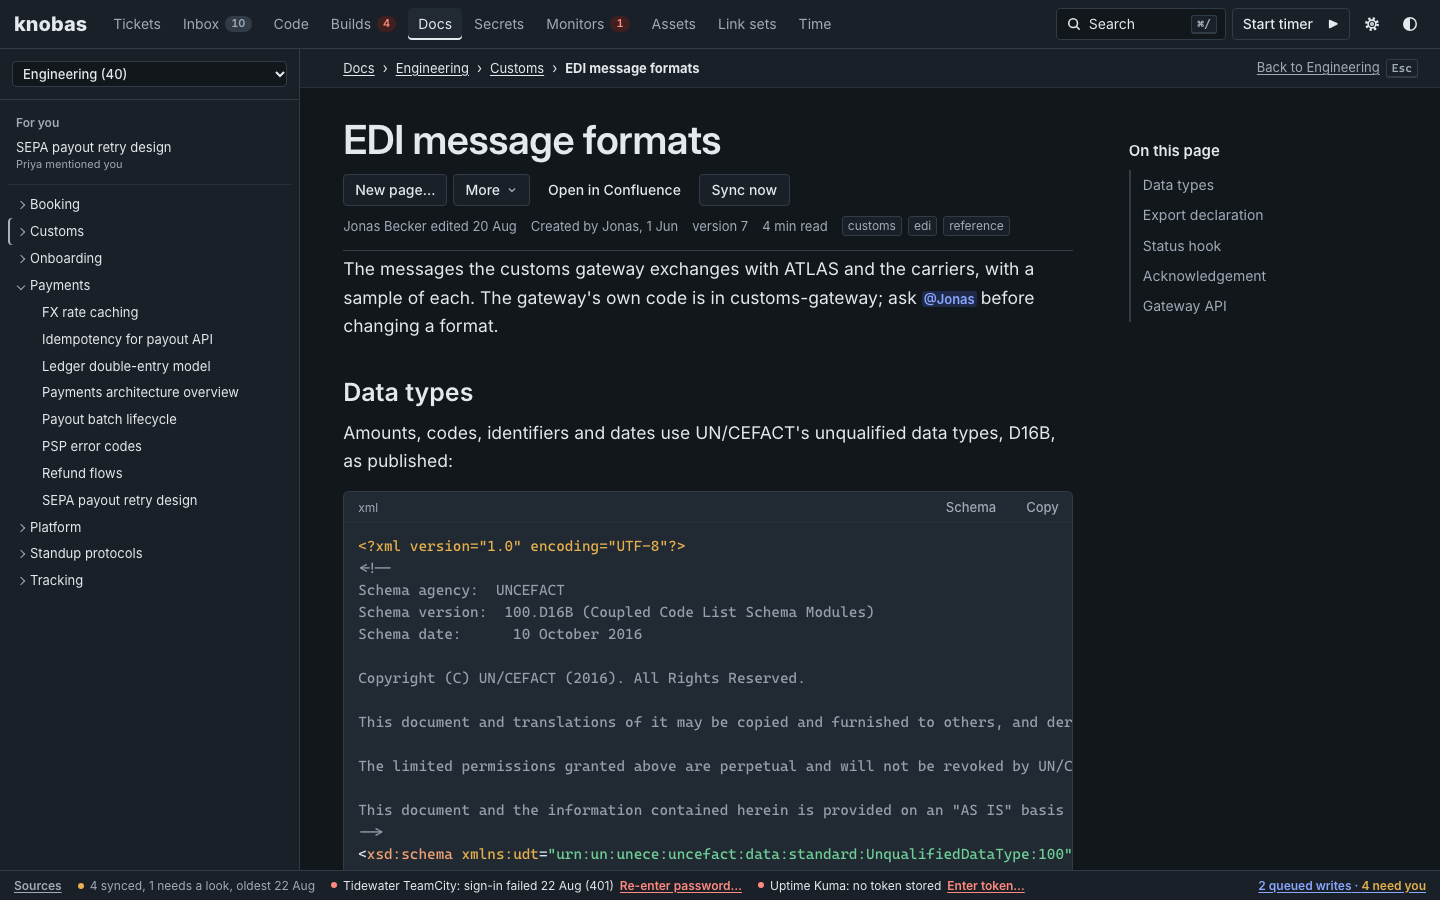 knobas
Tickets
Inbox 10
Code
Builds 4
Docs
Secrets
Monitors 1
Assets
Link sets
Time
Search ⌘/
Start timer
Engineering (40)
Docs › Engineering › Customs › EDI message formats
Back to Engineering Esc
For you
SEPA payout retry design
Priya mentioned you
Booking
Customs
Onboarding
Payments
FX rate caching
Idempotency for payout API
Ledger double-entry model
Payments architecture overview
Payout batch lifecycle
PSP error codes
Refund flows
SEPA payout retry design
Platform
Standup protocols
Tracking
EDI message formats
New page... More Open in Confluence Sync now
Jonas Becker edited 20 Aug Created by Jonas, 1 Jun version 7 4 min read customs edi reference
The messages the customs gateway exchanges with ATLAS and the carriers, with a
sample of each. The gateway's own code is in customs-gateway; ask @Jonas before
changing a format.
Data types
Amounts, codes, identifiers and dates use UN/CEFACT's unqualified data types, D16B,
as published:
xml Schema Copy
<?xml version="1.0" encoding="UTF-8"?>
<!--
Schema agency:  UNCEFACT
Schema version:  100.D16B (Coupled Code List Schema Modules)
Schema date:      10 October 2016
Copyright (C) UN/CEFACT (2016). All Rights Reserved.
This document and translations of it may be copied and furnished to others, and der
The limited permissions granted above are perpetual and will not be revoked by UN/C
This document and the information contained herein is provided on an "AS IS" basis
-->
<xsd:schema xmlns:udt="urn:un:unece:uncefact:data:standard:UnqualifiedDataType:100"
On this page
Data types
Export declaration
Status hook
Acknowledgement
Gateway API
Sources 4 synced, 1 needs a look, oldest 22 Aug Tidewater TeamCity: sign-in failed 22 Aug (401) Re-enter password... Uptime Kuma: no token stored Enter token... 2 queued writes · 4 need you